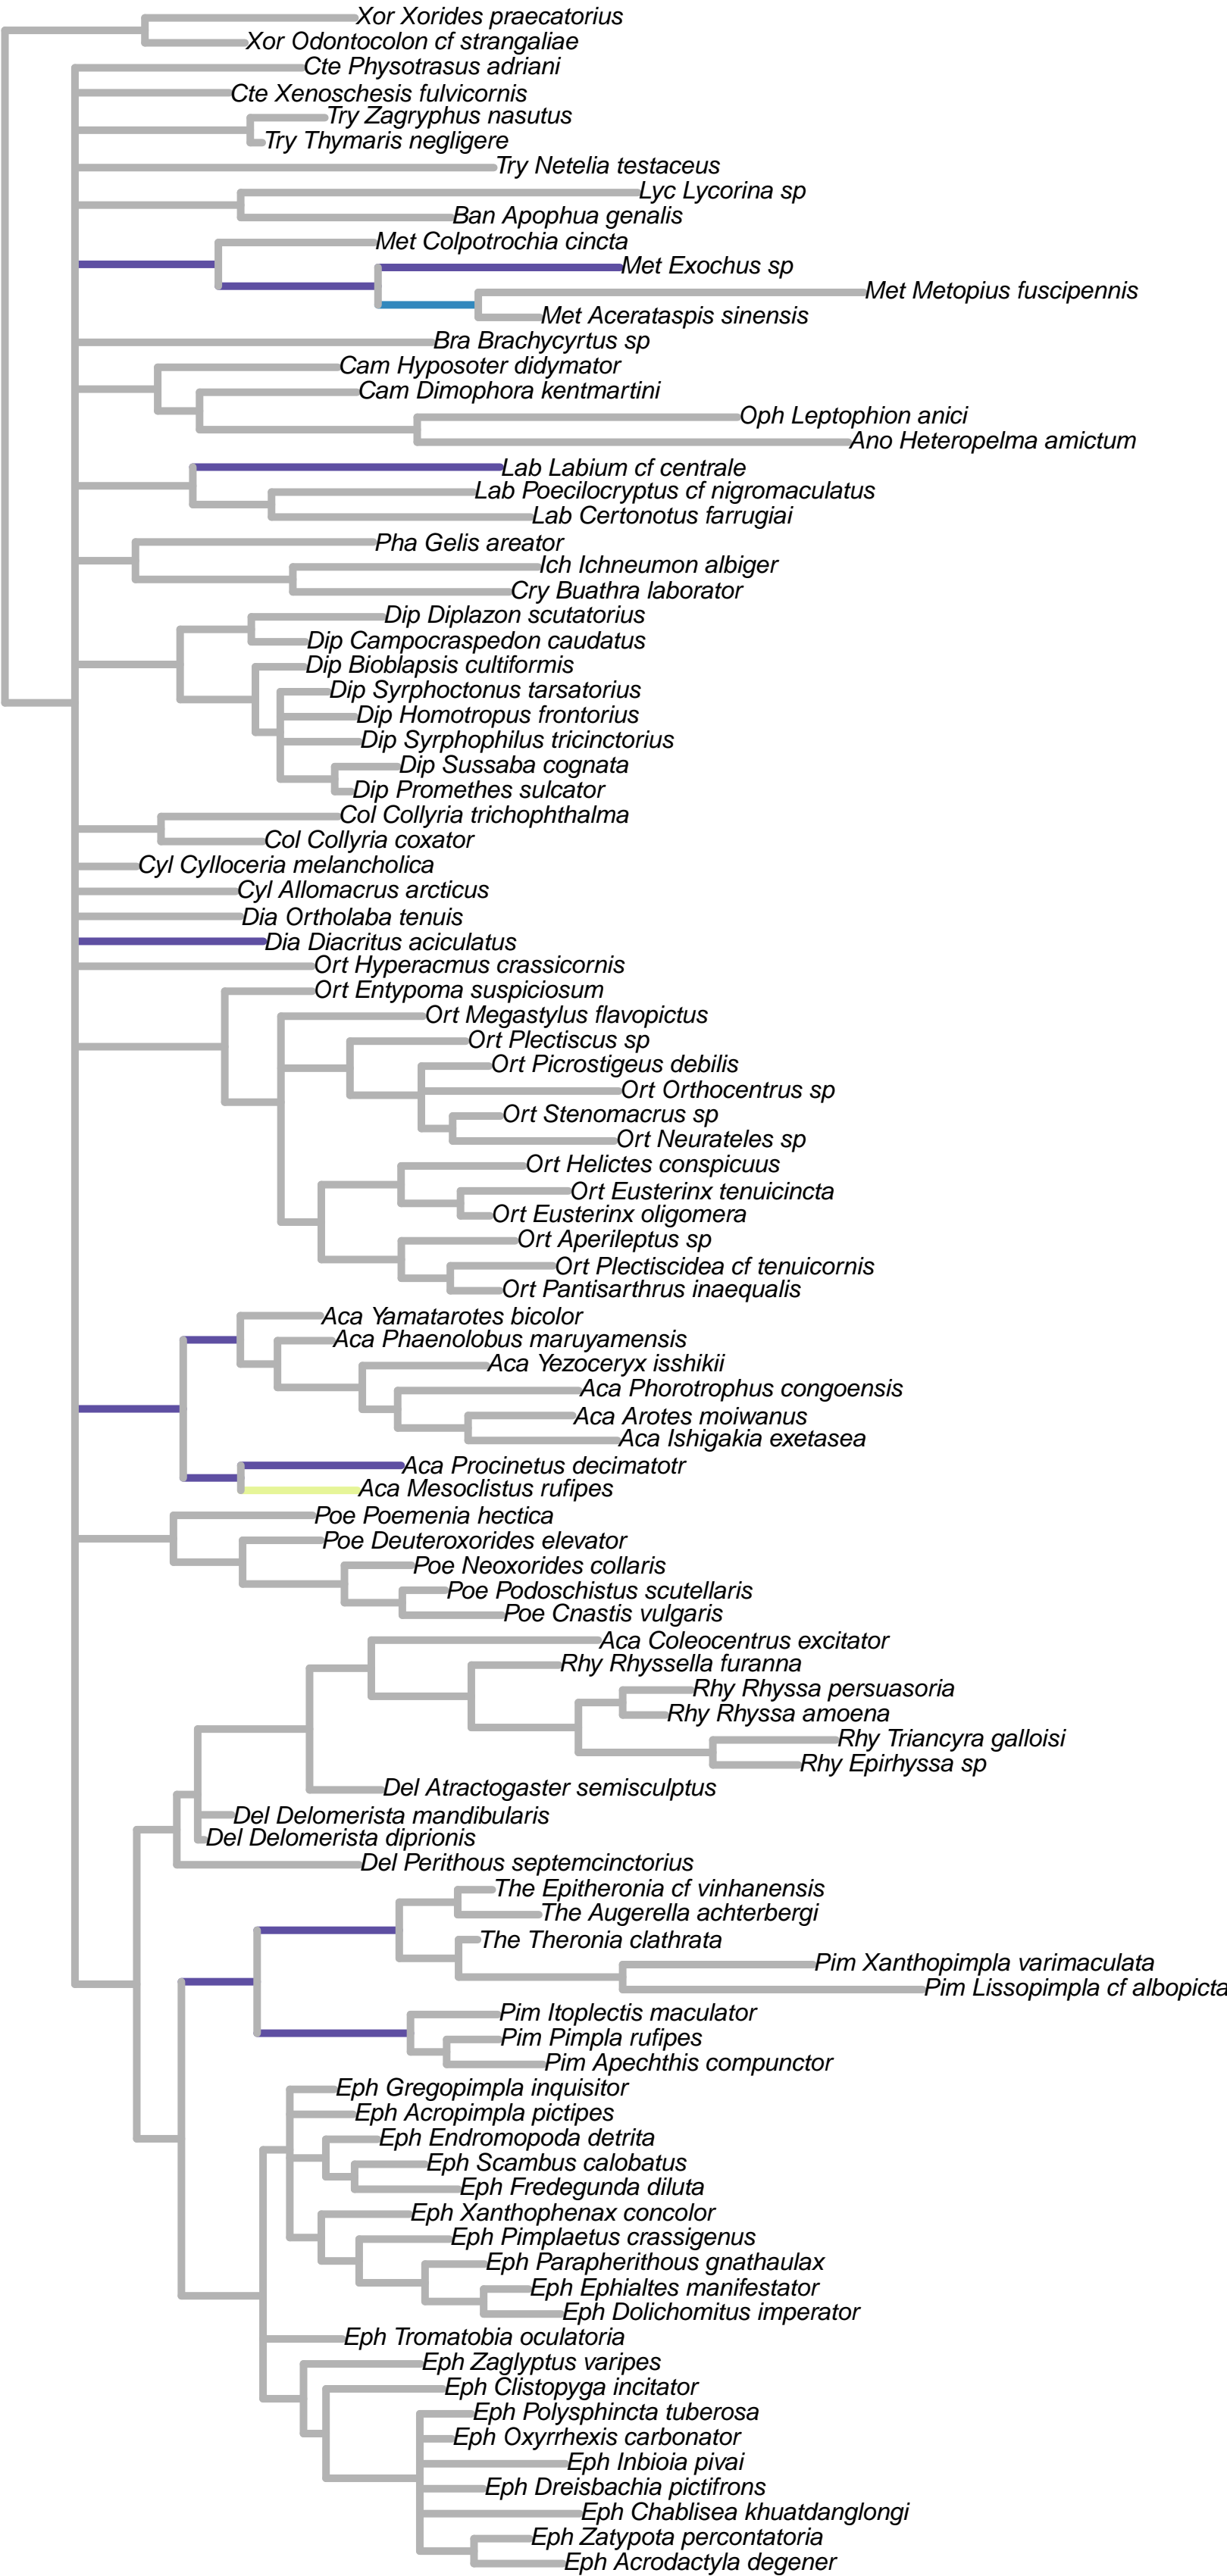 Xor Xorides praecatorius
Xor Odontocolon cf strangaliae
Cte Physotrasus adriani
Cte Xenoschesis fulvicornis
Try Zagryphus nasutus
Try Thymaris negligere
Try Netelia testaceus
Lyc Lycorina sp
Ban Apophua genalis
Met Colpotrochia cincta
Met Exochus sp
Met Metopius fuscipennis
Met Acerataspis sinensis
Bra Brachycyrtus sp
Cam Hyposoter didymator
Cam Dimophora kentmartini
Oph Leptophion anici
Ano Heteropelma amictum
Lab Labium cf centrale
Lab Poecilocryptus cf nigromaculatus
Lab Certonotus farrugiai
Pha Gelis areator
Ich Ichneumon albiger
Cry Buathra laborator
Dip Diplazon scutatorius
Dip Campocraspedon caudatus
Dip Bioblapsis cultiformis
Dip Syrphoctonus tarsatorius
Dip Homotropus frontorius
Dip Syrphophilus tricinctorius
Dip Sussaba cognata
Dip Promethes sulcator
Col Collyria trichophthalma
Col Collyria coxator
Cyl Cylloceria melancholica
Cyl Allomacrus arcticus
Dia Ortholaba tenuis
Dia Diacritus aciculatus
Ort Hyperacmus crassicornis
Ort Entypoma suspiciosum
Ort Megastylus flavopictus
Ort Plectiscus sp
Ort Picrostigeus debilis
Ort Orthocentrus sp
Ort Stenomacrus sp
Ort Neurateles sp
Ort Helictes conspicuus
Ort Eusterinx tenuicincta
Ort Eusterinx oligomera
Ort Aperileptus sp
Ort Plectiscidea cf tenuicornis
Ort Pantisarthrus inaequalis
Aca Yamatarotes bicolor
Aca Phaenolobus maruyamensis
Aca Yezoceryx isshikii
Aca Phorotrophus congoensis
Aca Arotes moiwanus
Aca Ishigakia exetasea
Aca Procinetus decimatotr
Aca Mesoclistus rufipes
Poe Poemenia hectica
Poe Deuteroxorides elevator
Poe Neoxorides collaris
Poe Podoschistus scutellaris
Poe Cnastis vulgaris
Aca Coleocentrus excitator
Rhy Rhyssella furanna
Rhy Rhyssa persuasoria
Rhy Rhyssa amoena
Rhy Triancyra galloisi
Rhy Epirhyssa sp
Del Atractogaster semisculptus
Del Delomerista mandibularis
Del Delomerista diprionis
Del Perithous septemcinctorius
The Epitheronia cf vinhanensis
The Augerella achterbergi
The Theronia clathrata
Pim Xanthopimpla varimaculata
Pim Lissopimpla cf albopicta
Pim Itoplectis maculator
Pim Pimpla rufipes
Pim Apechthis compunctor
Eph Gregopimpla inquisitor
Eph Acropimpla pictipes
Eph Endromopoda detrita
Eph Scambus calobatus
Eph Fredegunda diluta
Eph Xanthophenax concolor
Eph Pimplaetus crassigenus
Eph Parapherithous gnathaulax
Eph Ephialtes manifestator
Eph Dolichomitus imperator
Eph Tromatobia oculatoria
Eph Zaglyptus varipes
Eph Clistopyga incitator
Eph Polysphincta tuberosa
Eph Oxyrrhexis carbonator
Eph Inbioia pivai
Eph Dreisbachia pictifrons
Eph Chablisea khuatdanglongi
Eph Zatypota percontatoria
Eph Acrodactyla degener